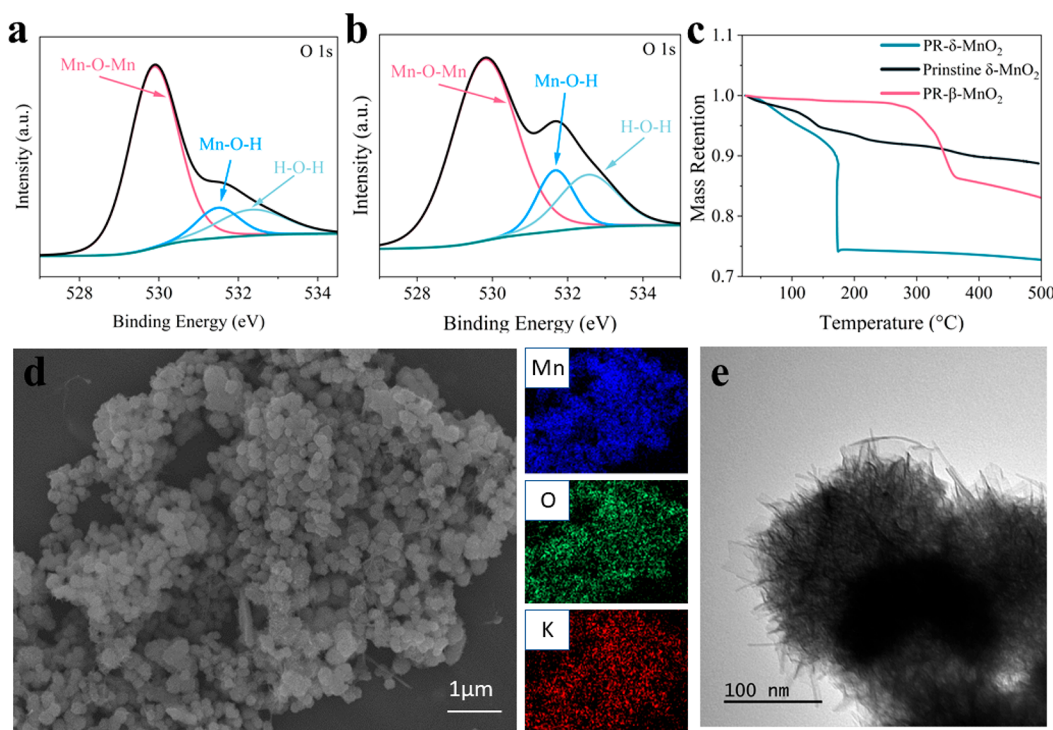 a
O 1s
Mn-O-Mn
Mn-O-H
H-O-H
Intensity (a.u.)
528 530 532 534
Binding Energy (eV)
b
O 1s
Mn-O-Mn
Mn-O-H
H-O-H
Intensity (a.u.)
528 530 532 534
Binding Energy (eV)
c
PR-δ-MnO₂
Prinstine δ-MnO₂
PR-β-MnO₂
1.1
1.0
0.9
0.8
0.7
Mass Retention
100 200 300 400 500
Temperature (°C)
d
1μm
Mn
O
K
e
100 nm